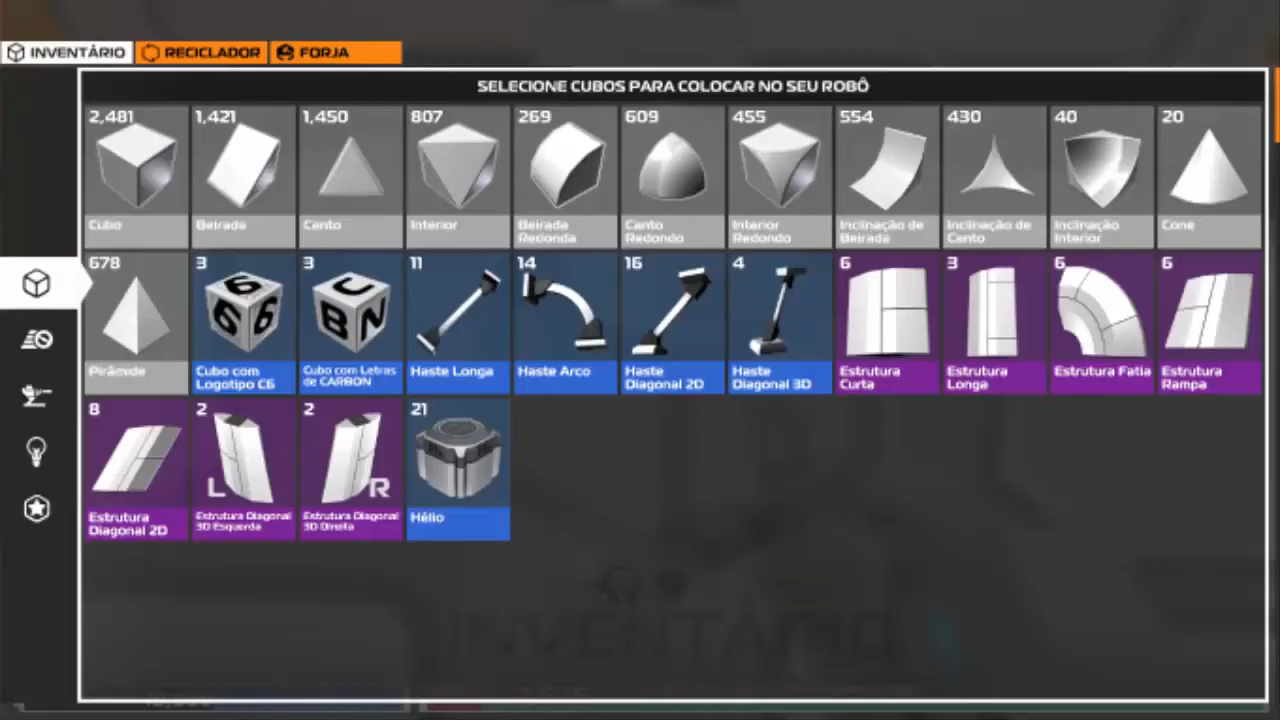 INVENTÁRIO
RECICLADOR
FORJA
SELECIONE CUBOS PARA COLOCAR NO SEU ROBÔ
2,481
1,421
1,450
807
269
609
455
554
430
40
20
Cubo
Beirada
Canto
Interior
Beirada
Redonda
Canto
Redondo
Interior
Redondo
Inclinação de
Beirada
Inclinação de
Canto
Inclinação
Interior
Cone
678
3
3
11
14
16
4
6
3
6
6
6
6
6
C
B
N
Pirâmide
Cubo com
Logotipo C6
Cubo com Letras
de CARBON
Haste Longa
Haste Arco
Haste
Diagonal 2D
Haste
Diagonal 3D
Estrutura
Curta
Estrutura
Longa
Estrutura Fatia
Estrutura
Rampa
8
2
2
21
L
R
Estrutura
Diagonal 2D
Estrutura Diagonal
3D Esquerda
Estrutura Diagonal
3D Direita
Hélio
INVENTÁRIO